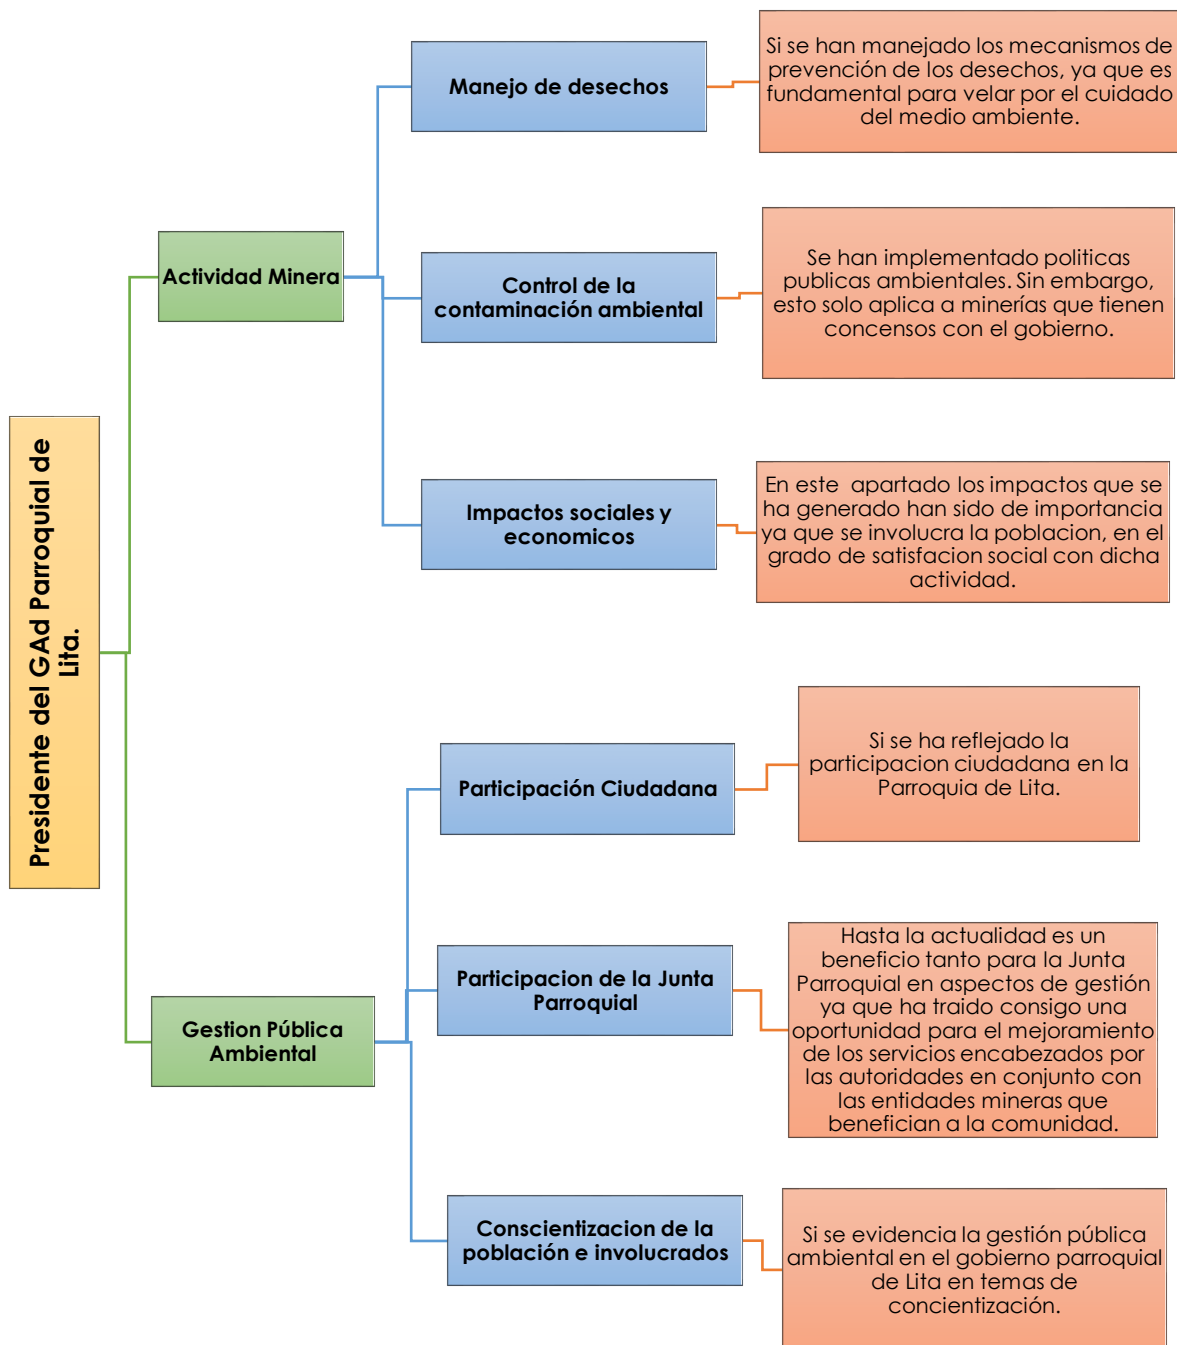 Presidente del GAd Parroquial de
Lita.
Actividad Minera
Manejo de desechos
Si se han manejado los mecanismos de
prevención de los desechos, ya que es
fundamental para velar por el cuidado
del medio ambiente.
Control de la
contaminación ambiental
Se han implementado politicas
publicas ambientales. Sin embargo,
esto solo aplica a minerías que tienen
concensos con el gobierno.
Impactos sociales y
economicos
En este apartado los impactos que se
ha generado han sido de importancia
ya que se involucra la poblacion, en el
grado de satisfacion social con dicha
actividad.
Gestion Pública
Ambiental
Participación Ciudadana
Si se ha reflejado la
participacion ciudadana en la
Parroquia de Lita.
Participacion de la Junta
Parroquial
Hasta la actualidad es un
beneficio tanto para la Junta
Parroquial en aspectos de gestión
ya que ha traido consigo una
oportunidad para el mejoramiento
de los servicios encabezados por
las autoridades en conjunto con
las entidades mineras que
benefician a la comunidad.
Conscientizacion de la
población e involucrados
Si se evidencia la gestión pública
ambiental en el gobierno parroquial
de Lita en temas de
concientización.